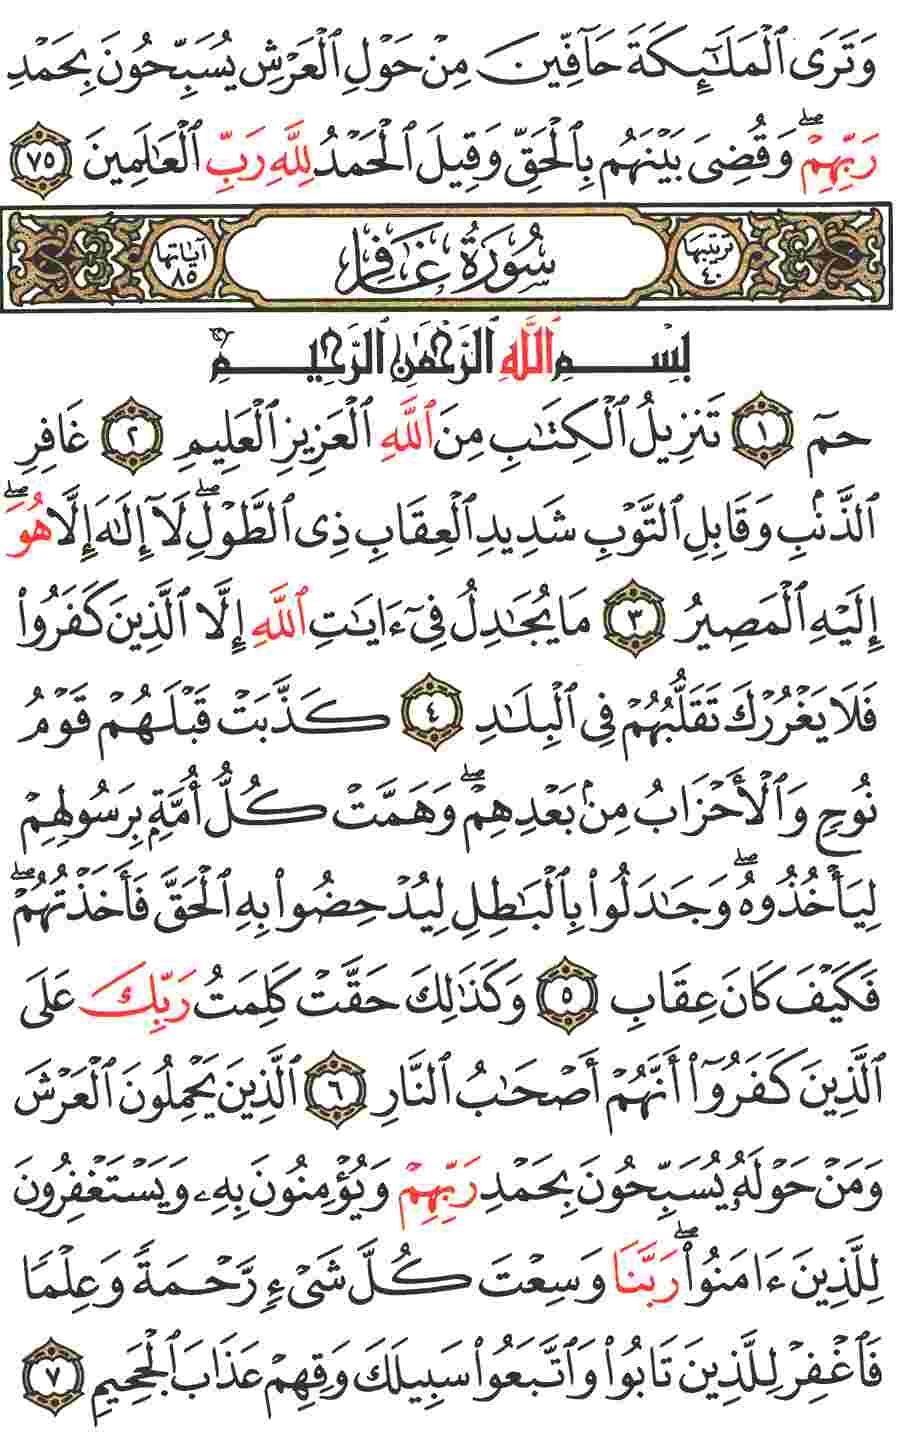 وَتَرَى ٱلْمَلَـٰٓئِكَةَ حَآفِّينَ مِنْ حَوْلِ ٱلْعَرْشِ يُسَبِّحُونَ بِحَمْدِ
رَبِّهِمْ ۖ وَقُضِىَ بَيْنَهُم بِٱلْحَقِّ وَقِيلَ ٱلْحَمْدُ لِلَّهِ رَبِّ ٱلْعَـٰلَمِينَ ٧٥
ترتيبها ٤٠ سُورَةُ غَافِرٍ آياتها ٨٥
بِسْمِ ٱللَّهِ ٱلرَّحْمَـٰنِ ٱلرَّحِيمِ
حمٓ ١ تَنزِيلُ ٱلْكِتَـٰبِ مِنَ ٱللَّهِ ٱلْعَزِيزِ ٱلْعَلِيمِ ٢ غَافِرِ
ٱلذَّنۢبِ وَقَابِلِ ٱلتَّوْبِ شَدِيدِ ٱلْعِقَابِ ذِى ٱلطَّوْلِ ۖ لَآ إِلَـٰهَ إِلَّا هُوَ ۖ
إِلَيْهِ ٱلْمَصِيرُ ٣ مَا يُجَـٰدِلُ فِىٓ ءَايَـٰتِ ٱللَّهِ إِلَّا ٱلَّذِينَ كَفَرُوا۟
فَلَا يَغْرُرْكَ تَقَلُّبُهُمْ فِى ٱلْبِلَـٰدِ ٤ كَذَّبَتْ قَبْلَهُمْ قَوْمُ
نُوحٍ وَٱلْأَحْزَابُ مِنۢ بَعْدِهِمْ ۖ وَهَمَّتْ كُلُّ أُمَّةٍۭ بِرَسُولِهِمْ
لِيَأْخُذُوهُ ۖ وَجَـٰدَلُوا۟ بِٱلْبَـٰطِلِ لِيُدْحِضُوا۟ بِهِ ٱلْحَقَّ فَأَخَذْتُهُمْ ۖ
فَكَيْفَ كَانَ عِقَابِ ٥ وَكَذَٰلِكَ حَقَّتْ كَلِمَتُ رَبِّكَ عَلَى
ٱلَّذِينَ كَفَرُوٓا۟ أَنَّهُمْ أَصْحَـٰبُ ٱلنَّارِ ٦ ٱلَّذِينَ يَحْمِلُونَ ٱلْعَرْشَ
وَمَنْ حَوْلَهُۥ يُسَبِّحُونَ بِحَمْدِ رَبِّهِمْ وَيُؤْمِنُونَ بِهِۦ وَيَسْتَغْفِرُونَ
لِلَّذِينَ ءَامَنُوا۟ ۖ رَبَّنَا وَسِعْتَ كُلَّ شَىْءٍ رَّحْمَةً وَعِلْمًا
فَٱغْفِرْ لِلَّذِينَ تَابُوا۟ وَٱتَّبَعُوا۟ سَبِيلَكَ وَقِهِمْ عَذَابَ ٱلْجَحِيمِ ٧